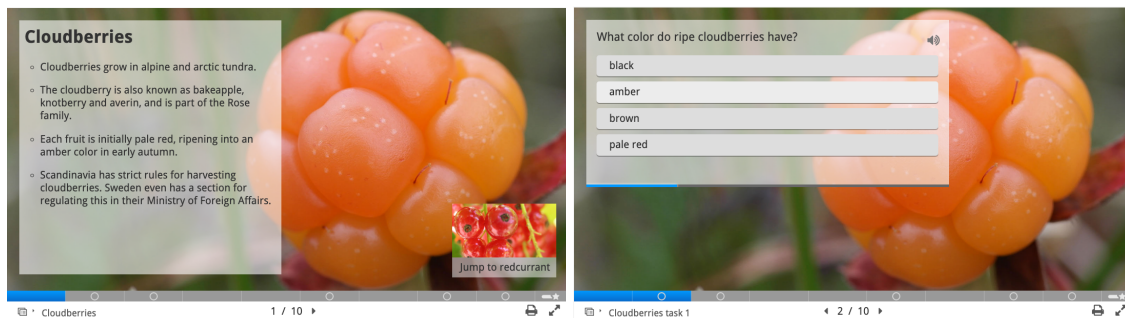 Cloudberries
Cloudberries grow in alpine and arctic tundra.
The cloudberry is also known as bakeapple,
knotberry and averin, and is part of the Rose
family.
Each fruit is initially pale red, ripening into an
amber color in early autumn.
Scandinavia has strict rules for harvesting
cloudberries. Sweden even has a section for
regulating this in their Ministry of Foreign Affairs.
Jump to redcurrant
Cloudberries
1 / 10
What color do ripe cloudberries have?
black
amber
brown
pale red
Cloudberries task 1
2 / 10